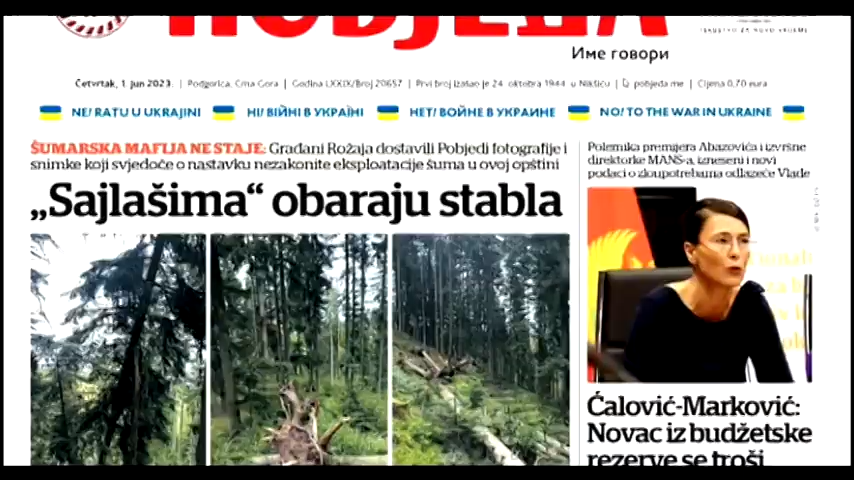 Име говори
Četvrtak, 1. jun 2023. | Podgorica, Crna Gora | Godina LXXIX/Broj 20657 | Prvi broj izašao je 24. oktobra 1944. u Nikšiću | pobjeda.me | Cijena 0,70 eura
NE! RATU U UKRAJINI НІ! ВІЙНІ В УКРАЇНІ НЕТ! ВОЙНЕ В УКРАИНЕ NO! TO THE WAR IN UKRAINE
ŠUMARSKA MAFIJA NE STAJE: Građani Rožaja dostavili Pobjedi fotografije i
snimke koji svjedoče o nastavku nezakonite eksploatacije šuma u ovoj opštini
„Sajlašima“ obaraju stabla
Polemika premijera Abazovića i izvršne
direktorke MANS-a, iznešeni i novi
podaci o zloupotrebama odlazeće Vlade
Ćalović-Marković:
Novac iz budžetske
rezerve se troši